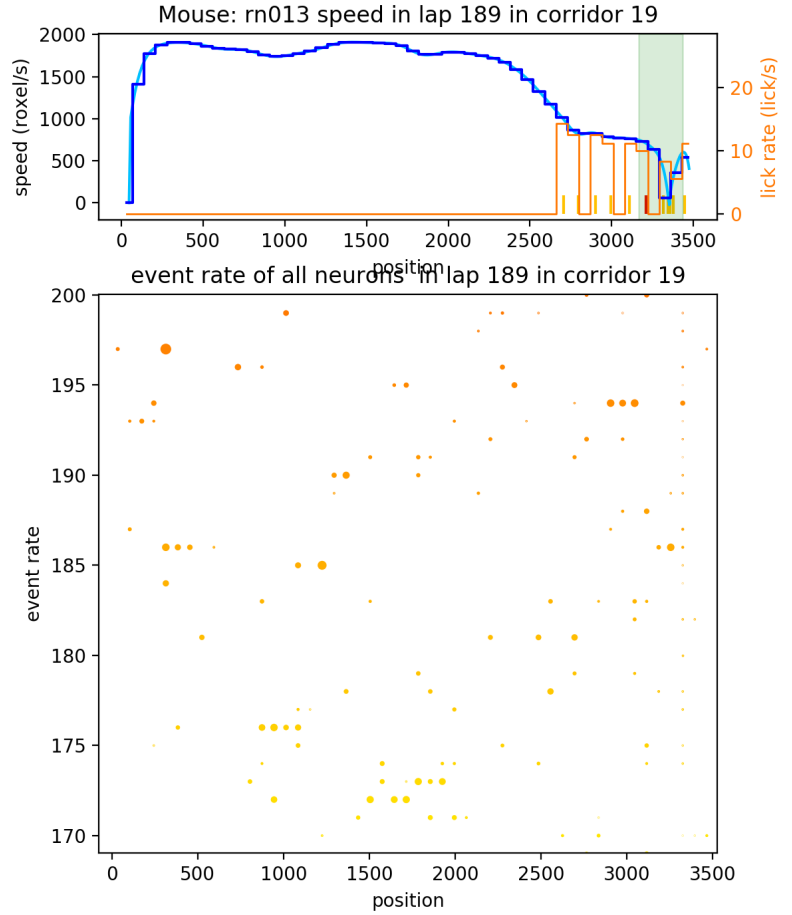 Mouse: rn013 speed in lap 189 in corridor 19
2000
1500
1000
500
0
speed (roxel/s)
20
10
0
lick rate (lick/s)
0 500 1000 1500 2000 2500 3000 3500
position
event rate of all neurons  in lap 189 in corridor 19
200
195
190
185
180
175
170
event rate
0 500 1000 1500 2000 2500 3000 3500
position